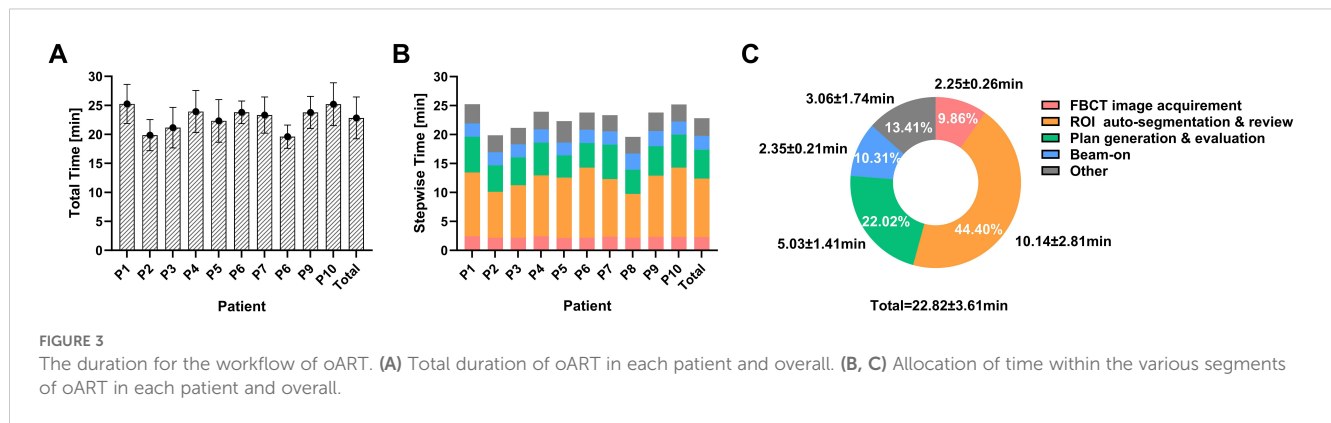 A
Total Time [min]
30
25
20
15
10
5
0
P1 P2 P3 P4 P5 P6 P7 P6 P9 P10 Total
Patient
B
Stepwise Time [min]
30
25
20
15
10
5
0
P1 P2 P3 P4 P5 P6 P7 P8 P9 P10 Total
Patient
C
2.25±0.26min
3.06±1.74min
9.86%
13.41%
2.35±0.21min
10.31%
22.02%
44.40%
5.03±1.41min
10.14±2.81min
Total=22.82±3.61min
FBCT image acquirement
ROI auto-segmentation & review
Plan generation & evaluation
Beam-on
Other
FIGURE 3
The duration for the workflow of oART. (A) Total duration of oART in each patient and overall. (B, C) Allocation of time within the various segments
of oART in each patient and overall.